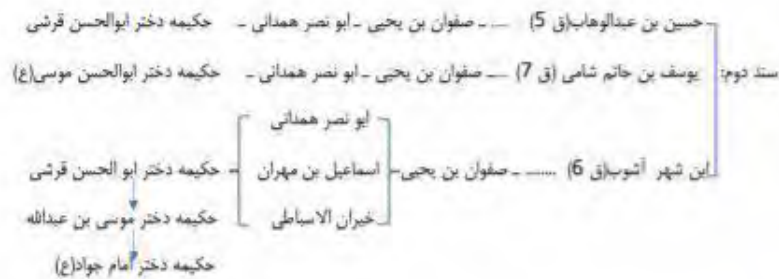 حسین بن عبدالوهاب(ق 5) .... ـ صفوان بن یحیی ـ ابو نصر همدانی ـ حکیمه دختر ابوالحسن قرشی
سند دوم: یوسف بن حاتم شامی (ق 7) .... ـ صفوان بن یحیی ـ ابو نصر همدانی ـ حکیمه دختر ابوالحسن موسی(ع)
ابو نصر همدانی
ابن شهر آشوب(ق 6) ...... ـ صفوان بن یحیی ـ اسماعیل بن مهران ـ حکیمه دختر ابو الحسن قرشی
خیران الاسباطی
حکیمه دختر موسی بن عبدالله
حکیمه دختر امام جواد(ع)